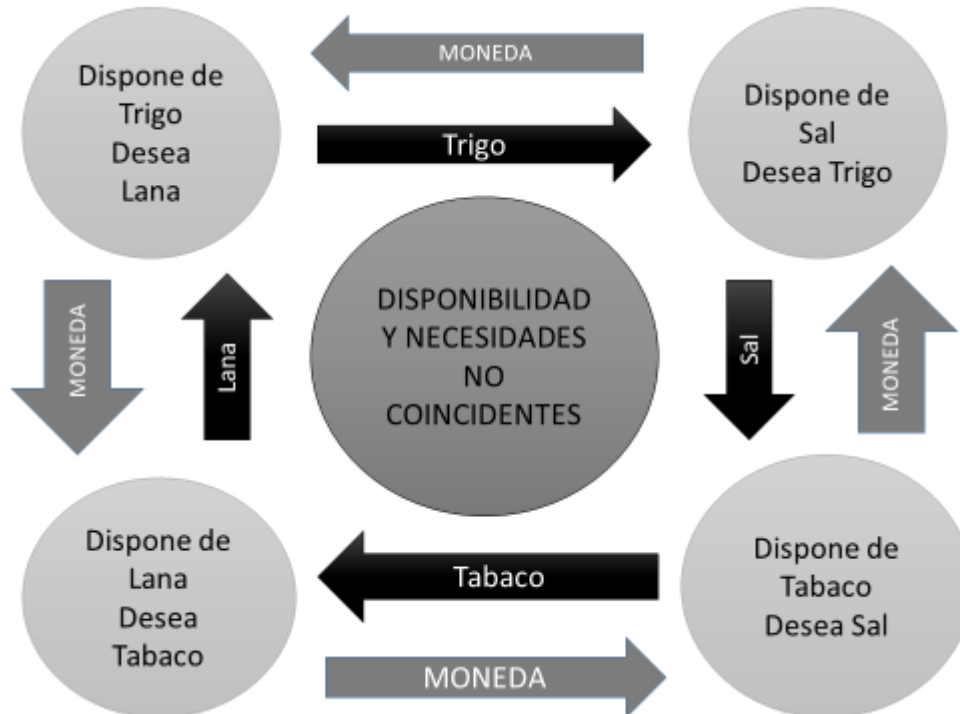 Dispone de
Trigo
Desea
Lana
MONEDA
Trigo
Dispone de
Sal
Desea Trigo
MONEDA
Lana
DISPONIBILIDAD
Y NECESIDADES
NO
COINCIDENTES
Sal
MONEDA
Dispone de
Lana
Desea
Tabaco
Tabaco
MONEDA
Dispone de
Tabaco
Desea Sal